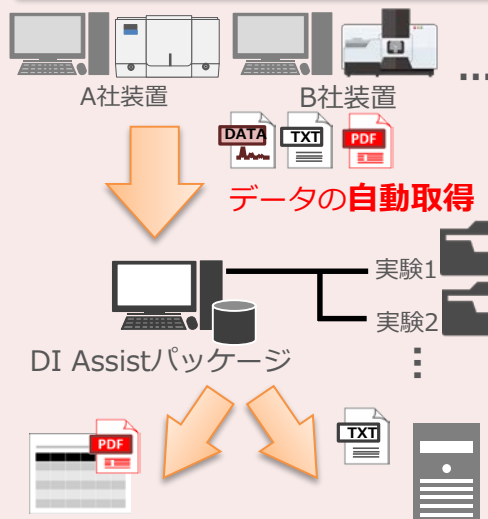 A社装置
B社装置
…
DATA
TXT
PDF
データの自動取得
実験1
実験2
⋮
DI Assistパッケージ
PDF
TXT